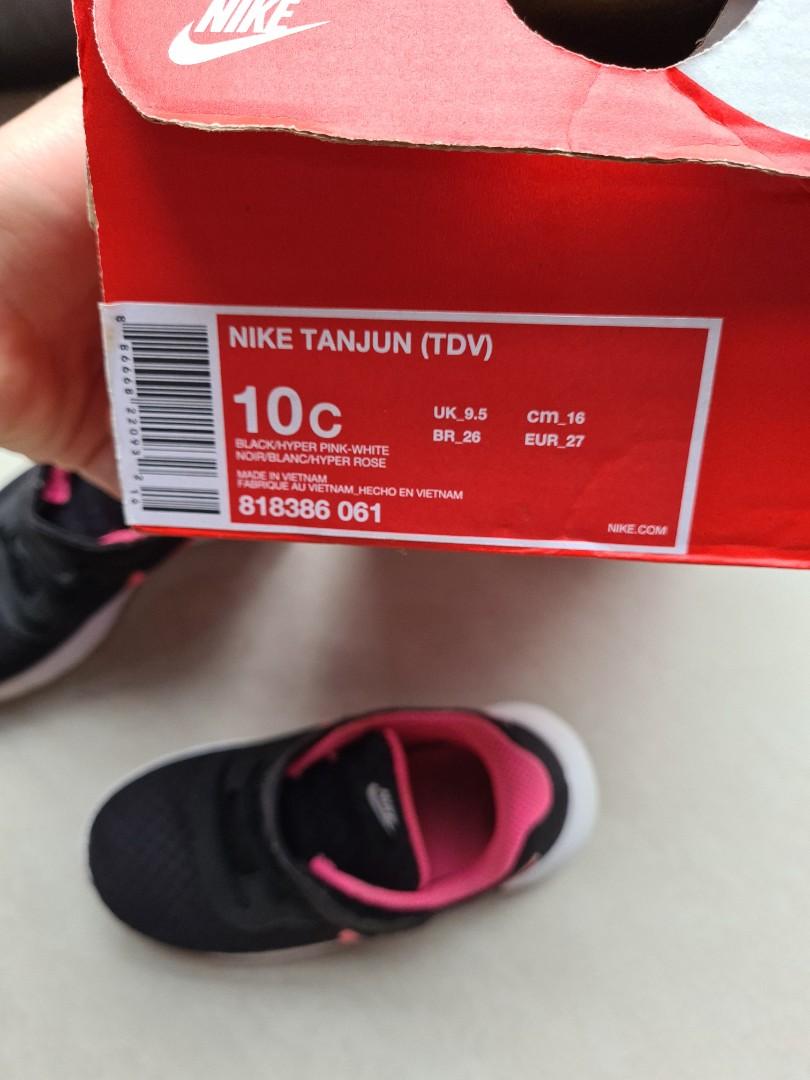 NIKE
NIKE TANJUN (TDV)
10C
UK_9.5 cm_16
BR_26 EUR_27
BLACK/HYPER PINK-WHITE
NOIR/BLANC/HYPER ROSE
MADE IN VIETNAM
FABRIQUE AU VIETNAM_HECHO EN VIETNAM
818386 061
NIKE.COM
NIKE